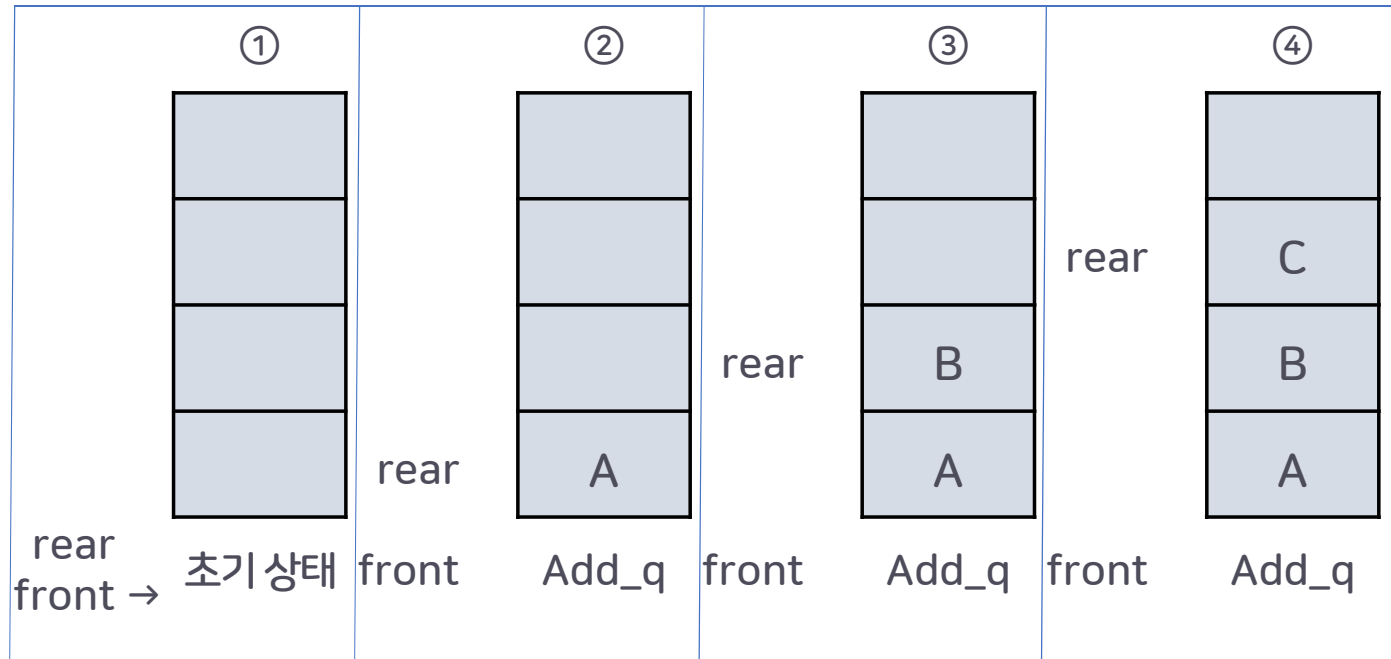 ①
②
③
④
rear
C
rear
B
B
rear
A
A
A
rear
front →
초기 상태
front
Add_q
front
Add_q
front
Add_q